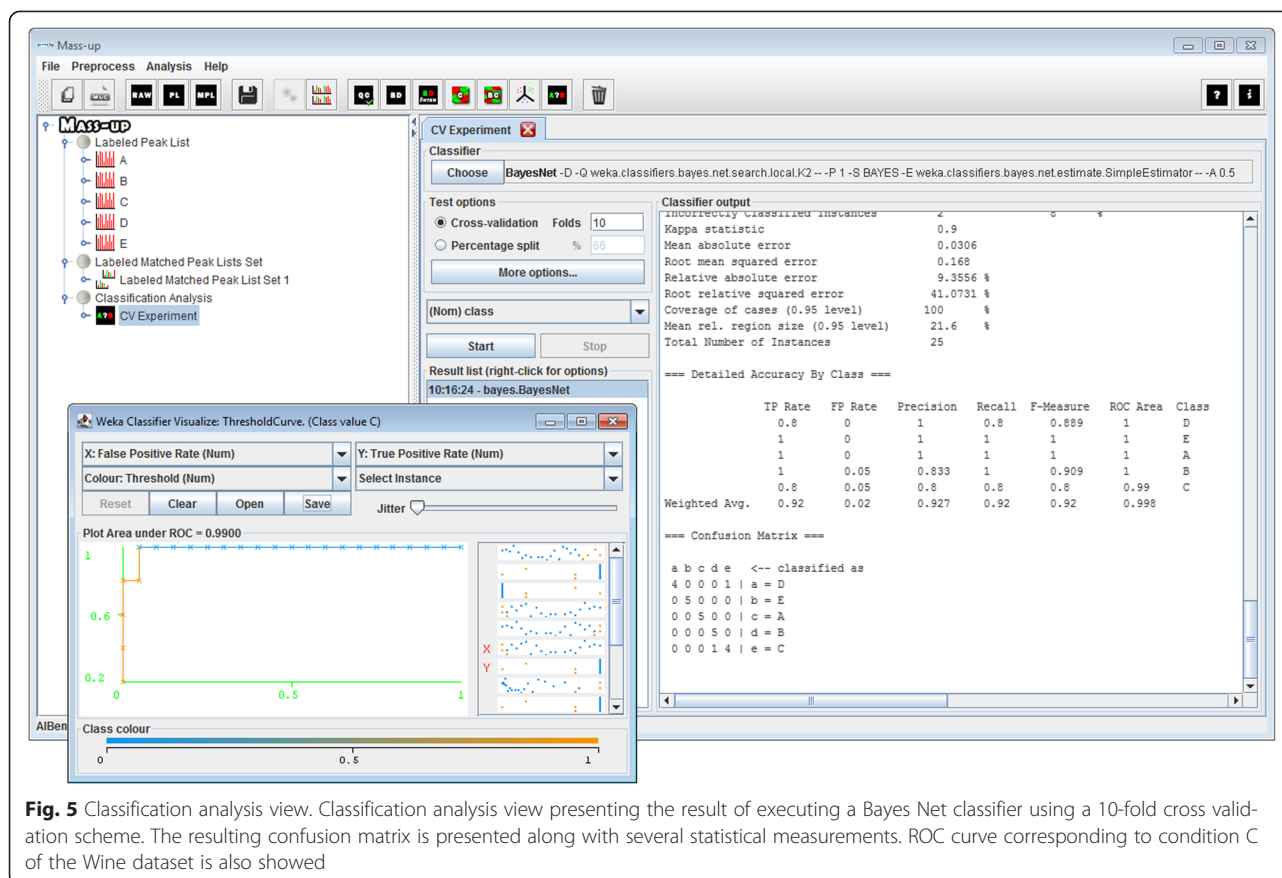 Mass-up
File Preprocess Analysis Help
MUC RAW PL MPL QC BD BD INTER C BC A?B ? i
MASS-UP
Labeled Peak List
A
B
C
D
E
Labeled Matched Peak Lists Set
Labeled Matched Peak List Set 1
Classification Analysis
A?B CV Experiment
CV Experiment
Classifier
Choose BayesNet -D -Q weka.classifiers.bayes.net.search.local.K2 -- -P 1 -S BAYES -E weka.classifiers.bayes.net.estimate.SimpleEstimator -- -A 0.5
Test options
Cross-validation Folds 10
Percentage split % 66
More options...
(Nom) class
Start Stop
Result list (right-click for options)
10:16:24 - bayes.BayesNet
Classifier output
Incorrectly Classified Instances 2 8 %
Kappa statistic 0.9
Mean absolute error 0.0306
Root mean squared error 0.168
Relative absolute error 9.3556 %
Root relative squared error 41.0731 %
Coverage of cases (0.95 level) 100 %
Mean rel. region size (0.95 level) 21.6 %
Total Number of Instances 25
=== Detailed Accuracy By Class ===
TP Rate FP Rate Precision Recall F-Measure ROC Area Class
0.8 0 1 0.8 0.889 1 D
1 0 1 1 1 1 E
1 0 1 1 1 1 A
1 0.05 0.833 1 0.909 1 B
0.8 0.05 0.8 0.8 0.8 0.99 C
Weighted Avg. 0.92 0.02 0.927 0.92 0.92 0.998
=== Confusion Matrix ===
a b c d e <-- classified as
4 0 0 0 1 | a = D
0 5 0 0 0 | b = E
0 0 5 0 0 | c = A
0 0 0 5 0 | d = B
0 0 0 1 4 | e = C
Weka Classifier Visualize: ThresholdCurve. (Class value C)
X: False Positive Rate (Num) Y: True Positive Rate (Num)
Colour: Threshold (Num) Select Instance
Reset Clear Open Save Jitter
Plot Area under ROC = 0.9900
1
0.6
0.2
0 0.5 1
X
Y
Class colour
0 0.5 1
AIBen
Fig. 5 Classification analysis view. Classification analysis view presenting the result of executing a Bayes Net classifier using a 10-fold cross valid-
ation scheme. The resulting confusion matrix is presented along with several statistical measurements. ROC curve corresponding to condition C
of the Wine dataset is also showed